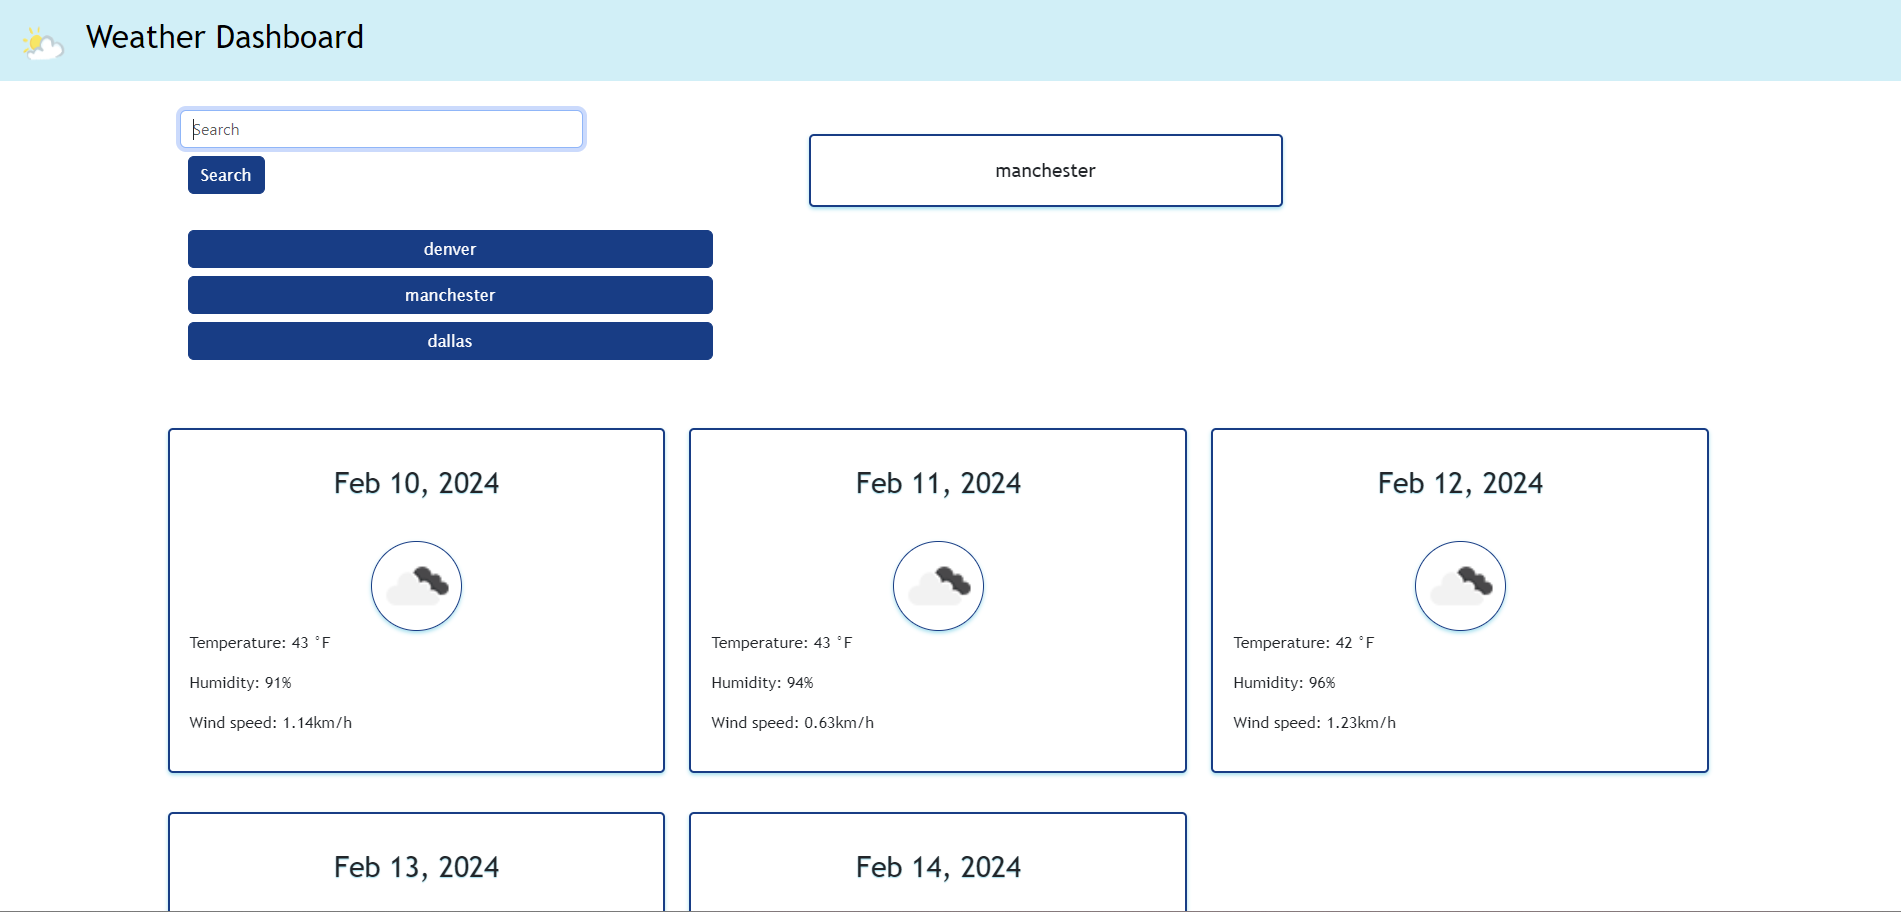 Weather Dashboard
Search
Search
manchester
denver
manchester
dallas
Feb 10, 2024
Temperature: 43 °F
Humidity: 91%
Wind speed: 1.14km/h
Feb 11, 2024
Temperature: 43 °F
Humidity: 94%
Wind speed: 0.63km/h
Feb 12, 2024
Temperature: 42 °F
Humidity: 96%
Wind speed: 1.23km/h
Feb 13, 2024
Feb 14, 2024